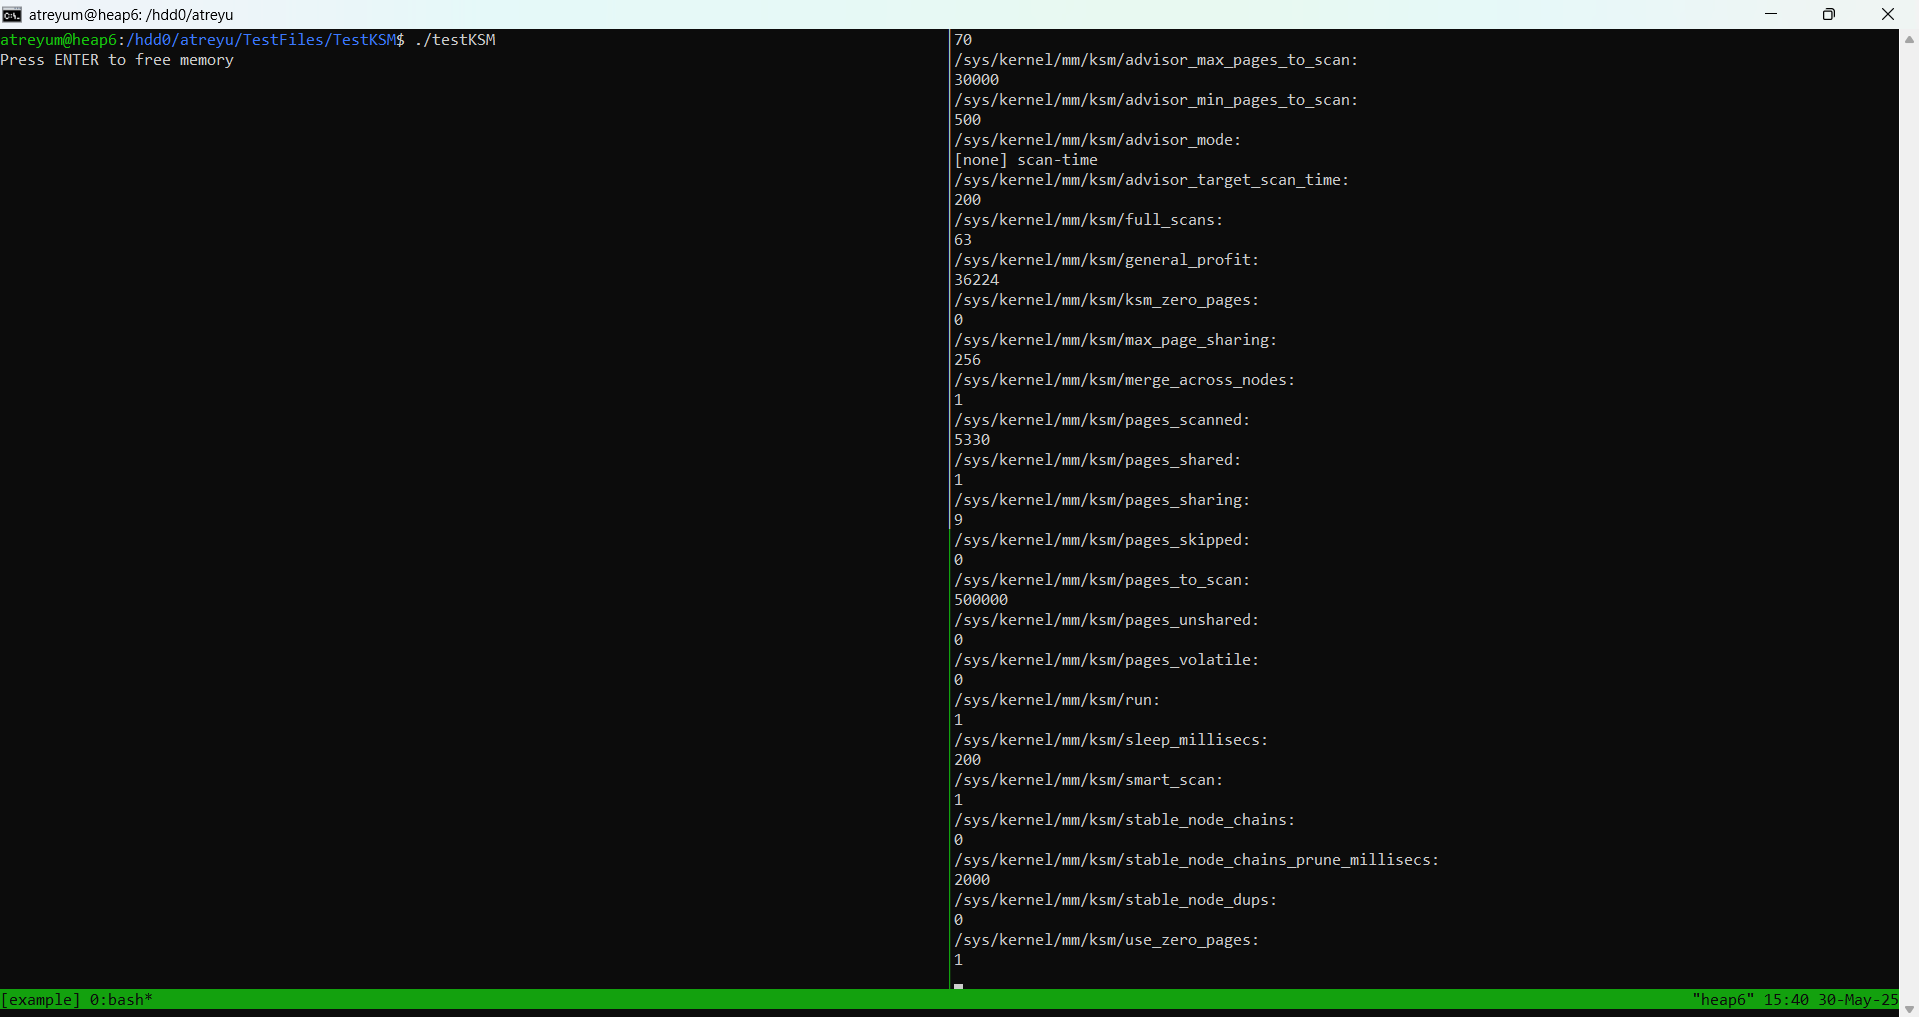 atreyum@heap6: /hdd0/atreyu
atreyum@heap6:/hdd0/atreyu/TestFiles/TestKSM$ ./testKSM
Press ENTER to free memory
70
/sys/kernel/mm/ksm/advisor_max_pages_to_scan:
30000
/sys/kernel/mm/ksm/advisor_min_pages_to_scan:
500
/sys/kernel/mm/ksm/advisor_mode:
[none] scan-time
/sys/kernel/mm/ksm/advisor_target_scan_time:
200
/sys/kernel/mm/ksm/full_scans:
63
/sys/kernel/mm/ksm/general_profit:
36224
/sys/kernel/mm/ksm/ksm_zero_pages:
0
/sys/kernel/mm/ksm/max_page_sharing:
256
/sys/kernel/mm/ksm/merge_across_nodes:
1
/sys/kernel/mm/ksm/pages_scanned:
5330
/sys/kernel/mm/ksm/pages_shared:
1
/sys/kernel/mm/ksm/pages_sharing:
9
/sys/kernel/mm/ksm/pages_skipped:
0
/sys/kernel/mm/ksm/pages_to_scan:
500000
/sys/kernel/mm/ksm/pages_unshared:
0
/sys/kernel/mm/ksm/pages_volatile:
0
/sys/kernel/mm/ksm/run:
1
/sys/kernel/mm/ksm/sleep_millisecs:
200
/sys/kernel/mm/ksm/smart_scan:
1
/sys/kernel/mm/ksm/stable_node_chains:
0
/sys/kernel/mm/ksm/stable_node_chains_prune_millisecs:
2000
/sys/kernel/mm/ksm/stable_node_dups:
0
/sys/kernel/mm/ksm/use_zero_pages:
1
[example] 0:bash* "heap6" 15:40 30-May-25